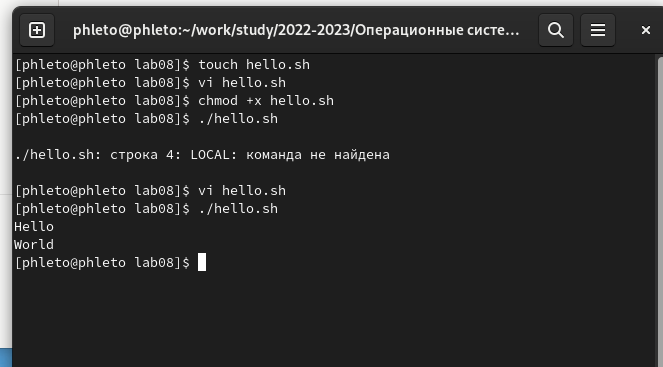 phleto@phleto:~/work/study/2022-2023/Операционные систе...
[phleto@phleto lab08]$ touch hello.sh
[phleto@phleto lab08]$ vi hello.sh
[phleto@phleto lab08]$ chmod +x hello.sh
[phleto@phleto lab08]$ ./hello.sh
./hello.sh: строка 4: LOCAL: команда не найдена
[phleto@phleto lab08]$ vi hello.sh
[phleto@phleto lab08]$ ./hello.sh
Hello
World
[phleto@phleto lab08]$